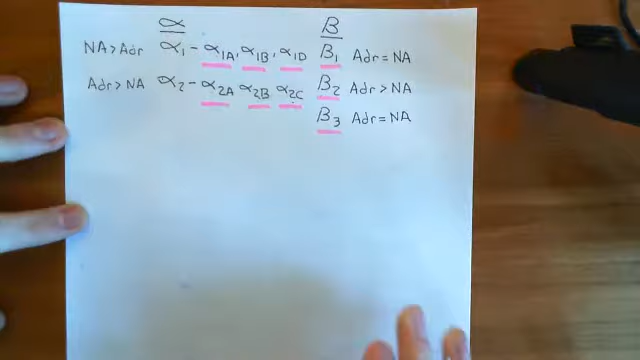 α β
NA > Adr α1 - α1A, α1B, α1D β1 Adr = NA
Adr > NA α2 - α2A α2B α2C β2 Adr > NA
β3 Adr = NA